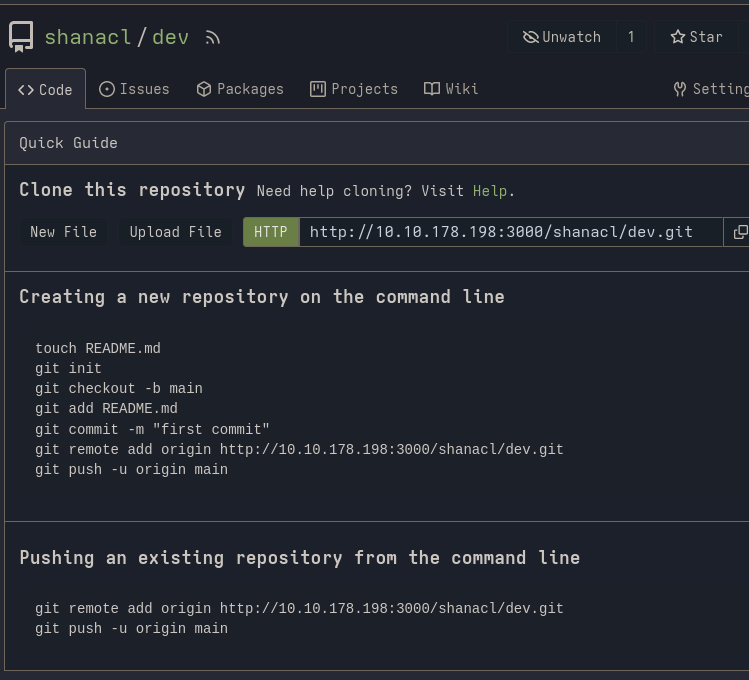 shanacl / dev
Unwatch 1 Star
Code Issues Packages Projects Wiki
Quick Guide
Clone this repository Need help cloning? Visit Help.
New File Upload File HTTP http://10.10.178.198:3000/shanacl/dev.git
Creating a new repository on the command line
touch README.md
git init
git checkout -b main
git add README.md
git commit -m "first commit"
git remote add origin http://10.10.178.198:3000/shanacl/dev.git
git push -u origin main
Pushing an existing repository from the command line
git remote add origin http://10.10.178.198:3000/shanacl/dev.git
git push -u origin main